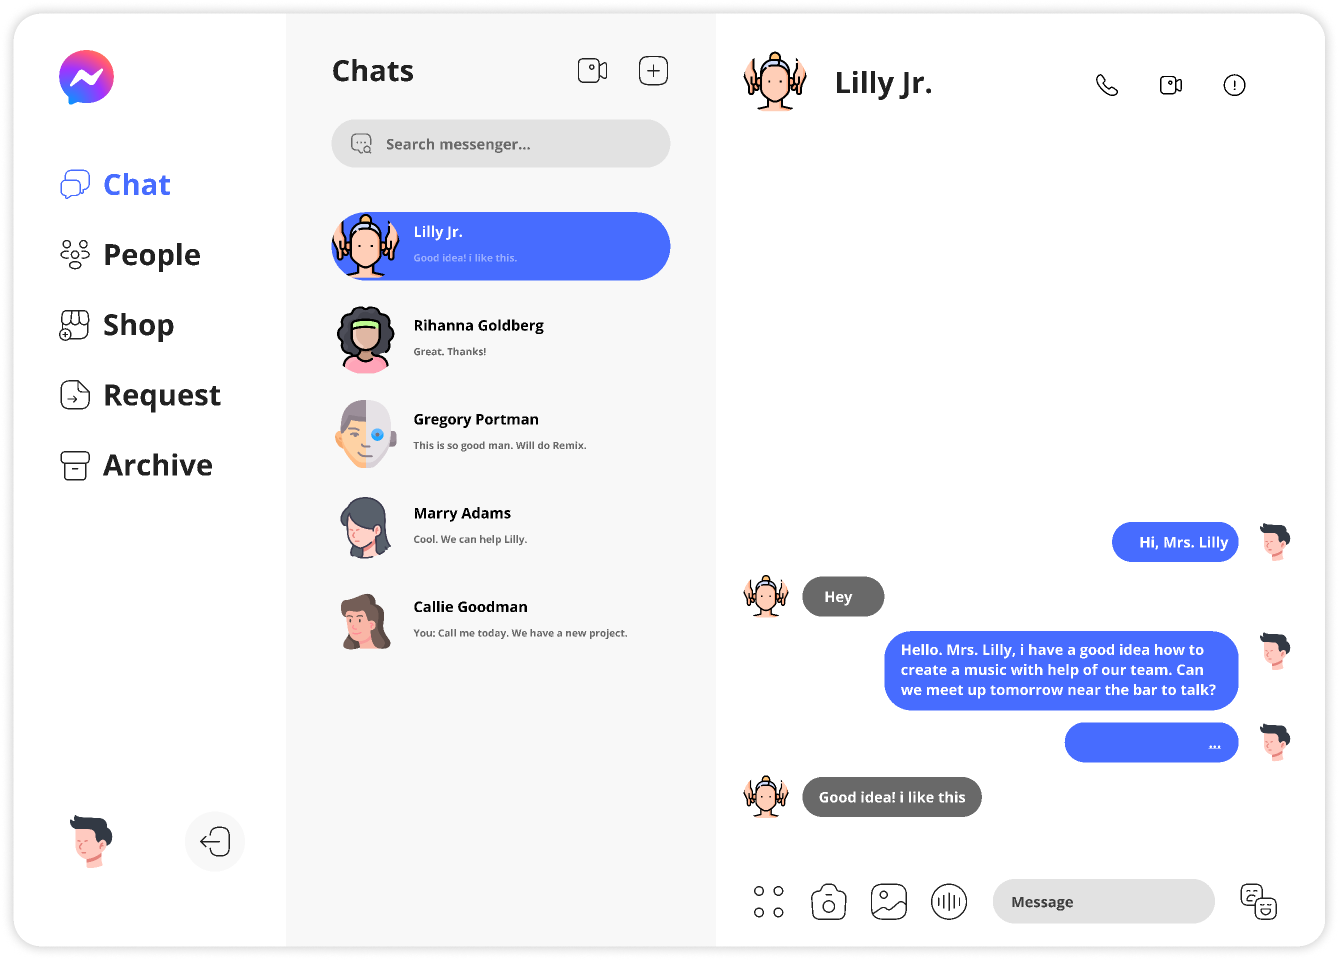 Chat
People
Shop
Request
Archive
Chats
Search messenger...
Lilly Jr.
Good idea! i like this.
Rihanna Goldberg
Great. Thanks!
Gregory Portman
This is so good man. Will do Remix.
Marry Adams
Cool. We can help Lilly.
Callie Goodman
You: Call me today. We have a new project.
Lilly Jr.
Hi, Mrs. Lilly
Hey
Hello. Mrs. Lilly, i have a good idea how to
create a music with help of our team. Can
we meet up tomorrow near the bar to talk?
...
Good idea! i like this
Message